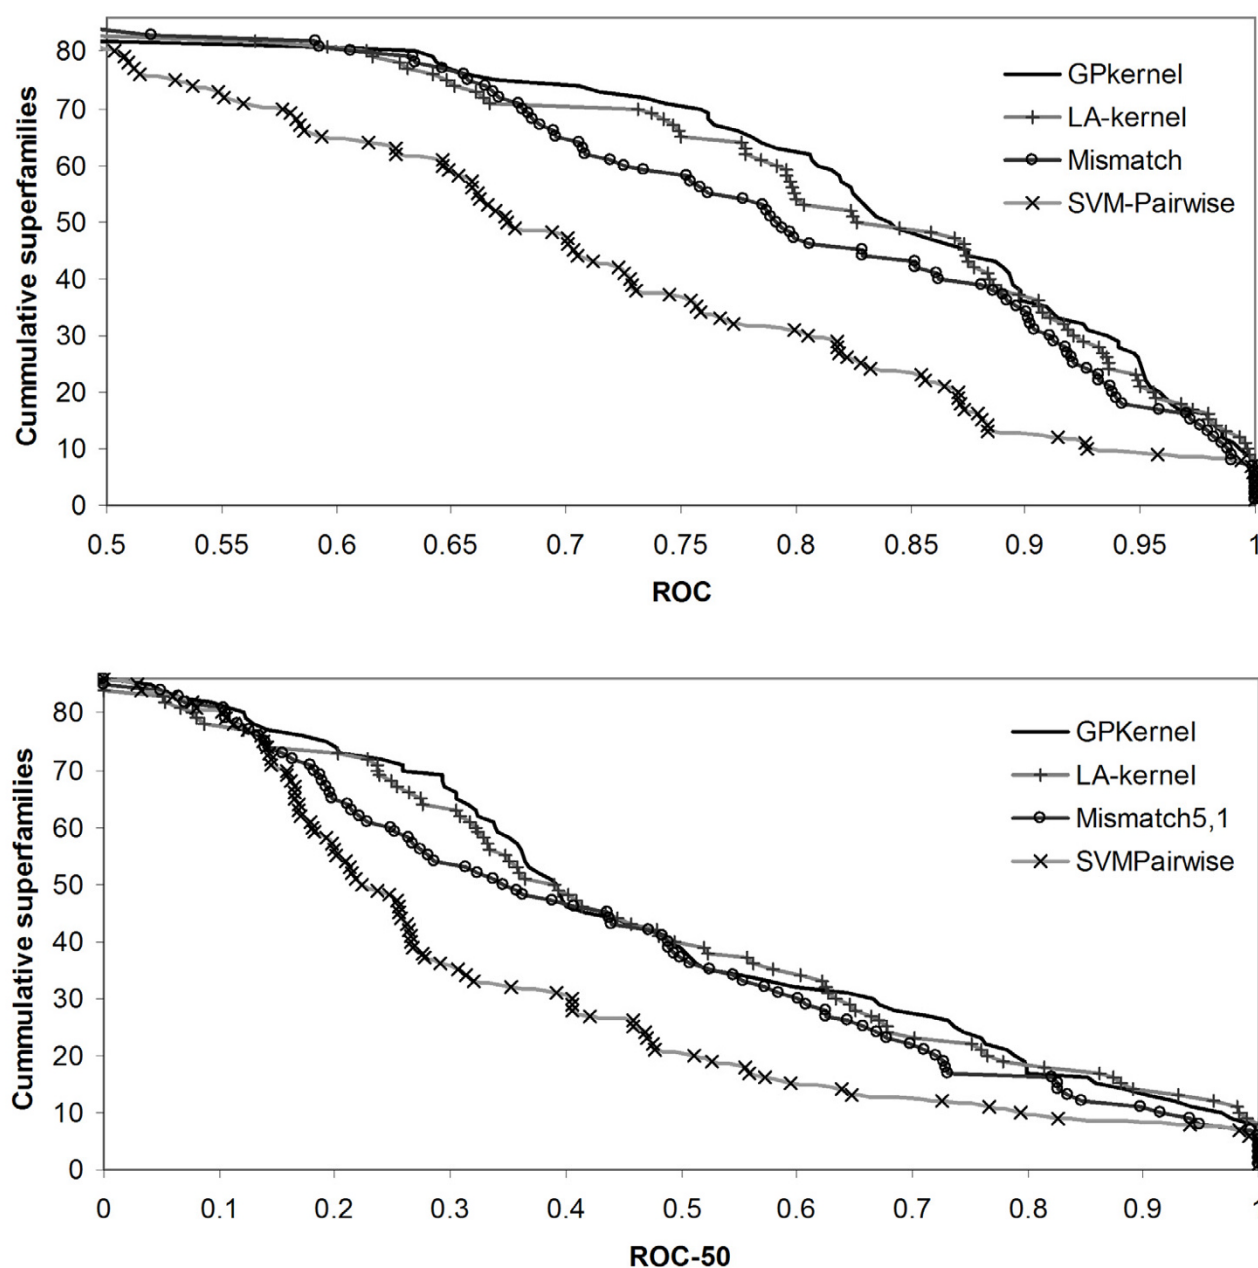 Cummulative superfamilies
80
70
60
50
40
30
20
10
0
GPkernel
LA-kernel
Mismatch
SVM-Pairwise
0.5 0.55 0.6 0.65 0.7 0.75 0.8 0.85 0.9 0.95 1
ROC
Cummulative superfamilies
80
70
60
50
40
30
20
10
0
GPKernel
LA-kernel
Mismatch5,1
SVMPairwise
0 0.1 0.2 0.3 0.4 0.5 0.6 0.7 0.8 0.9 1
ROC-50